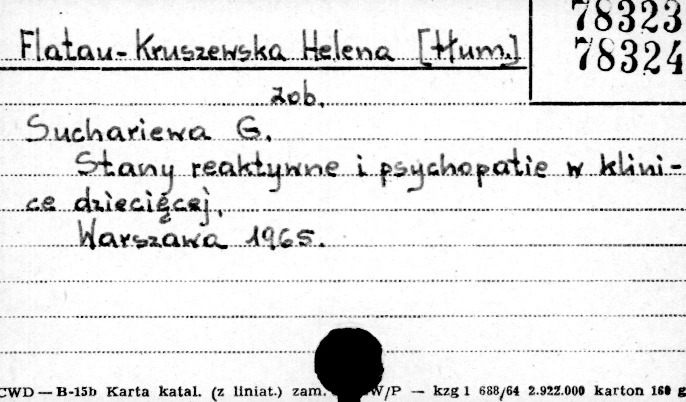 78323
Flatau-Kruszewska Helena [tłum.]
78324
zob.
Suchariewa G.
Stany reaktywne i psychopatie w klini-
ce dziecięcej.
Warszawa 1965.
CWD — B-15b Karta katal. (z liniat.) zam. W/P — kzg 1 688/64 2.922.000 karton 160 g